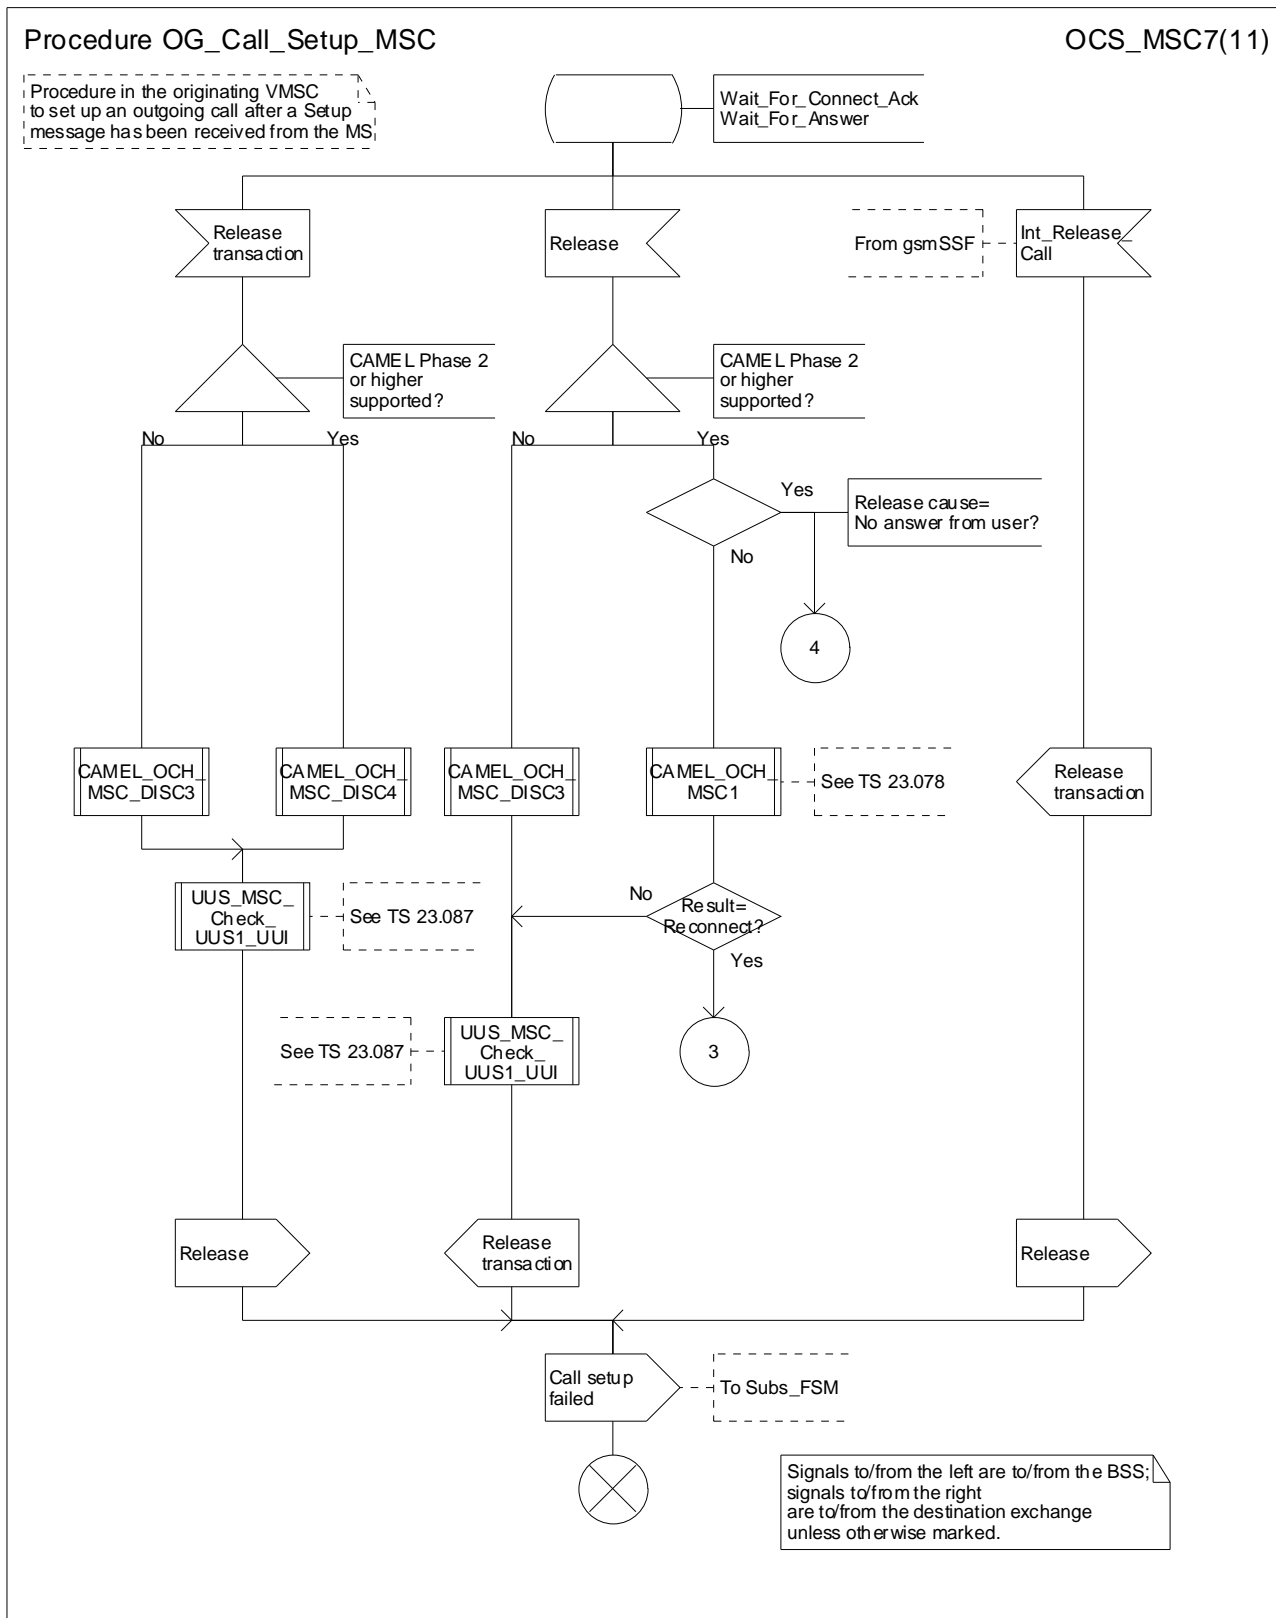 Procedure OG_Call_Setup_MSC
OCS_MSC7(11)
Procedure in the originating VMSC
to set up an outgoing call after a Setup
message has been received from the MS
Wait_For_Connect_Ack
Wait_For_Answer
Release
transaction
Release
From gsmSSF
Int_Release_
Call
CAMEL Phase 2
or higher
supported?
CAMEL Phase 2
or higher
supported?
No
Yes
No
Yes
Yes
Release cause=
No answer from user?
No
4
CAMEL_OCH_
MSC_DISC3
CAMEL_OCH_
MSC_DISC4
CAMEL_OCH_
MSC_DISC3
CAMEL_OCH_
MSC1
See TS 23.078
Release
transaction
UUS_MSC_
Check_
UUS1_UUI
See TS 23.087
No
Result=
Reconnect?
Yes
See TS 23.087
UUS_MSC_
Check_
UUS1_UUI
3
Release
Release
transaction
Release
Call setup
failed
To Subs_FSM
Signals to/from the left are to/from the BSS;
signals to/from the right
are to/from the destination exchange
unless otherwise marked.